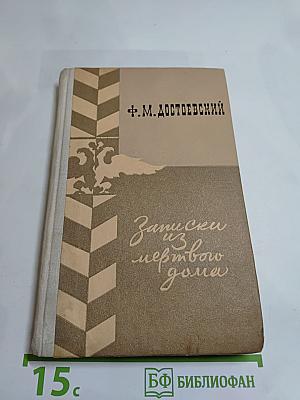 Ф.М.ДОСТОЕВСКИЙ
Записки
из
мертвого
дома
15с
БФ БИБЛИОФАН